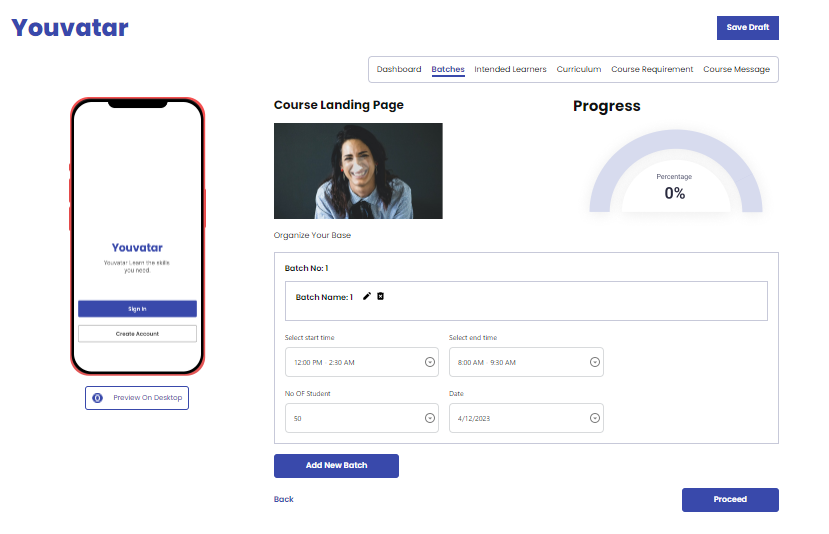 Youvatar
Save Draft
Dashboard Batches Intended Learners Curriculum Course Requirement Course Message
Course Landing Page
Progress
Percentage
0%
Youvatar
Youvatar Learn the skills
you need.
Sign In
Create Account
Preview On Desktop
Organize Your Base
Batch No: 1
Batch Name: 1
Select start time
Select end time
12:00 PM - 2:30 AM
8:00 AM - 9:30 AM
No OF Student
Date
50
4/12/2023
Add New Batch
Back
Proceed